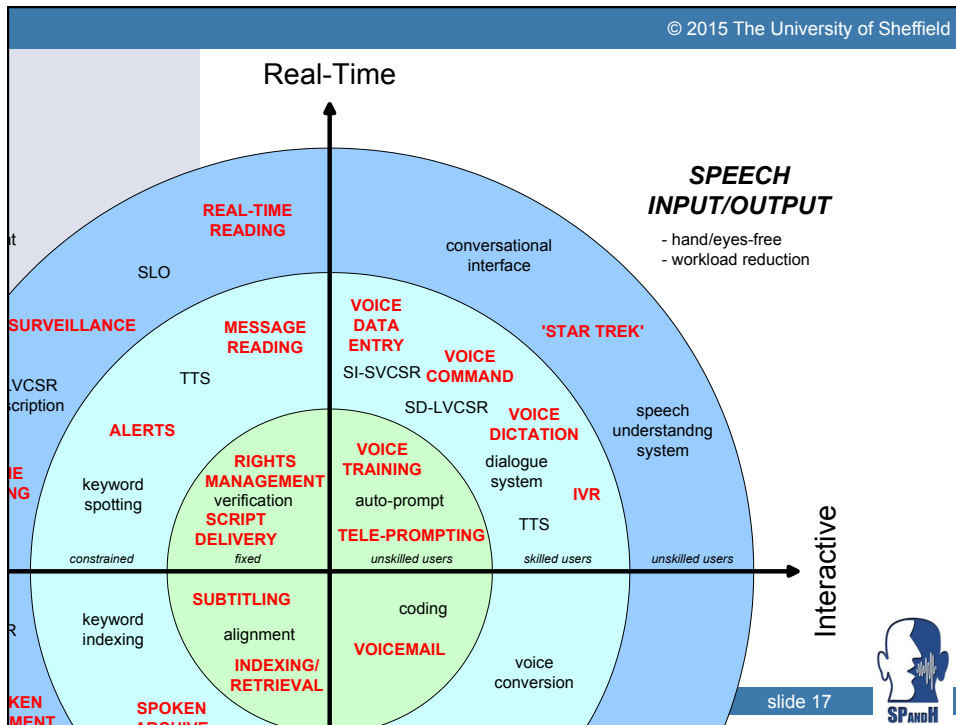 © 2015 The University of Sheffield
Real-Time
SPEECH
INPUT/OUTPUT
- hand/eyes-free
- workload reduction
REAL-TIME
READING
conversational
interface
SLO
SURVEILLANCE
MESSAGE
READING
VOICE
DATA
ENTRY
'STAR TREK'
VOICE
COMMAND
TTS
SI-SVCSR
LVCSR
SD-LVCSR
ALERTS
VOICE
DICTATION
speech
understandng
system
RIGHTS
MANAGEMENT
verification
SCRIPT
DELIVERY
VOICE
TRAINING
auto-prompt
TELE-PROMPTING
dialogue
system
IVR
TTS
keyword
spotting
constrained
fixed
unskilled users
skilled users
unskilled users
Interactive
SUBTITLING
alignment
INDEXING/
RETRIEVAL
coding
VOICEMAIL
keyword
indexing
voice
conversion
SPOKEN
ARCHIVE
slide 17
SPANDH